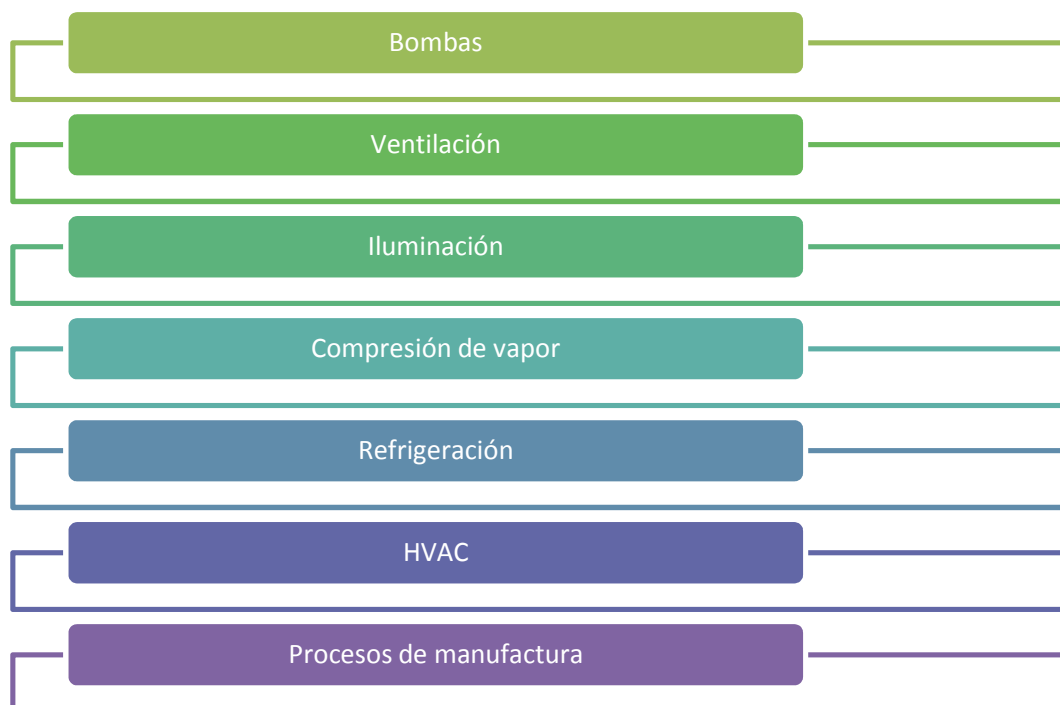 Bombas
Ventilación
Iluminación
Compresión de vapor
Refrigeración
HVAC
Procesos de manufactura